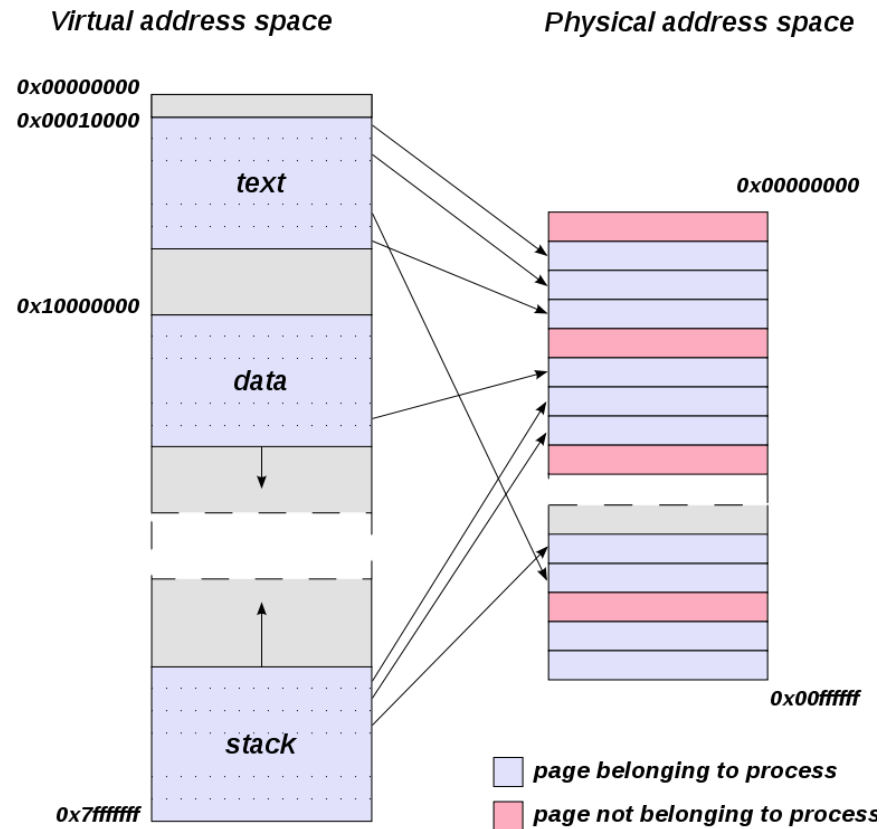 Virtual address space
Physical address space
0x00000000
0x00010000
text
0x00000000
0x10000000
data
stack
0x00ffffff
page belonging to process
page not belonging to process
0x7fffffff